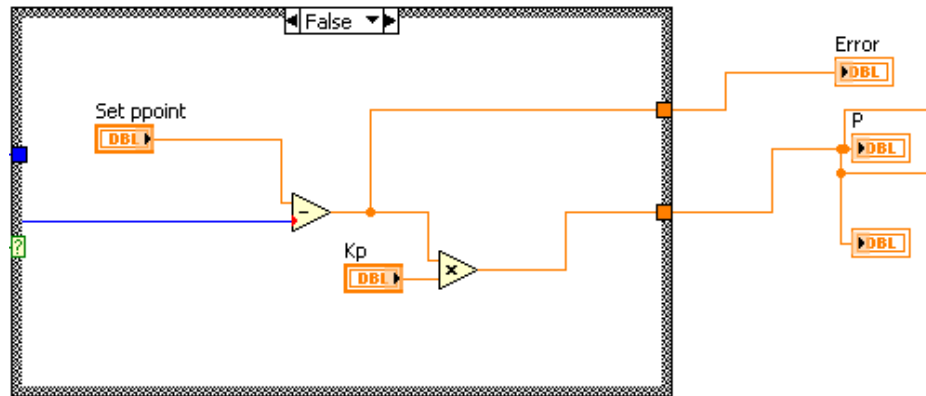 False
Error
DBL
Set ppoint
DBL
P
DBL
-
?
Kp
DBL
×
DBL